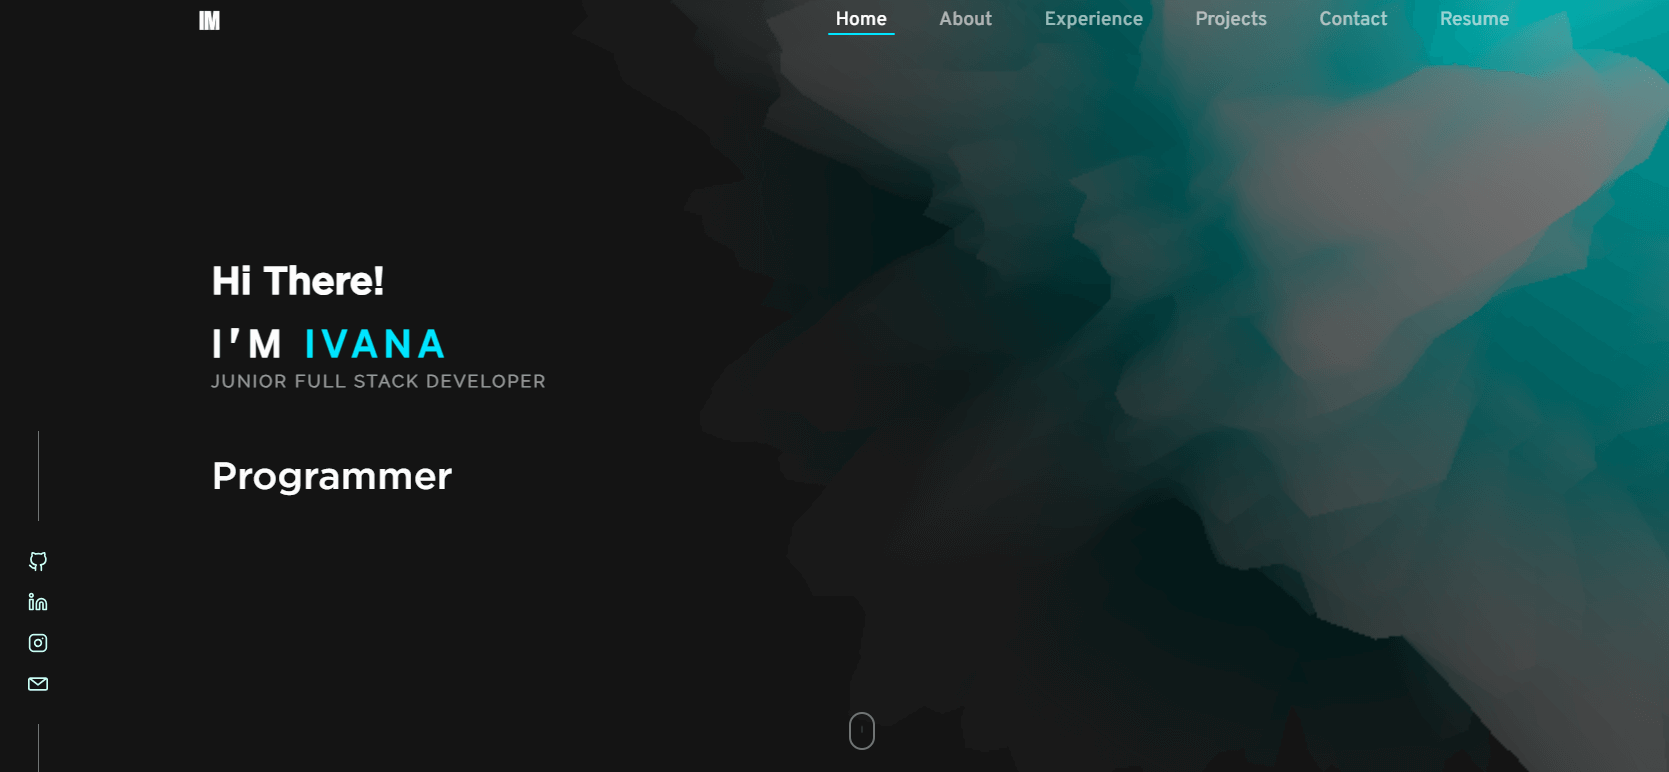 IM
Home About Experience Projects Contact Resume
Hi There!
I'M IVANA
JUNIOR FULL STACK DEVELOPER
Programmer